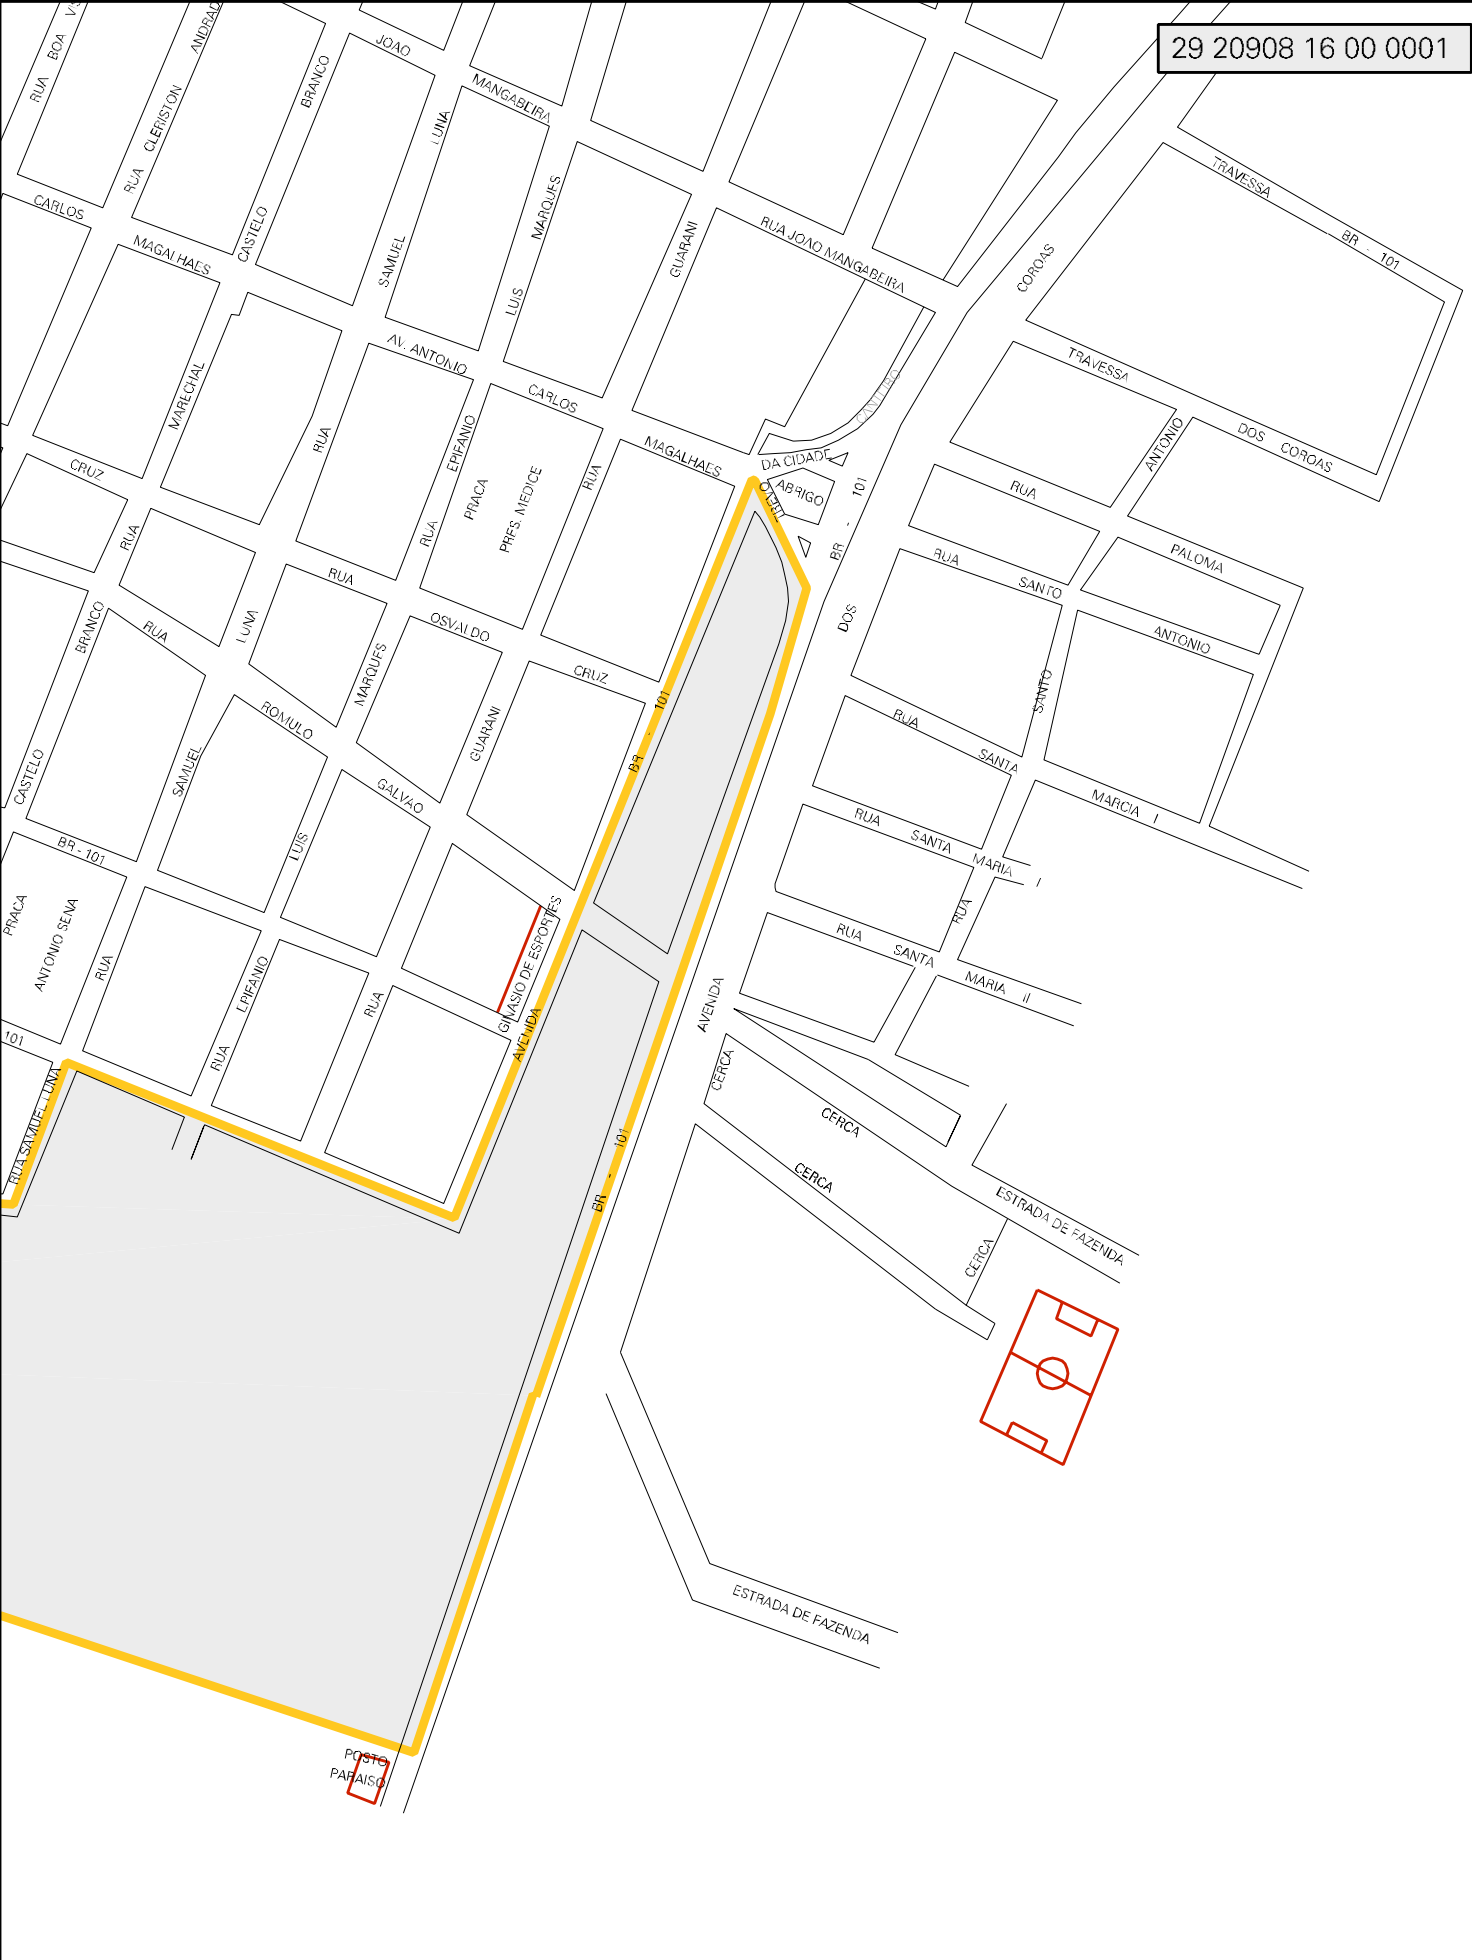 29 20908 16 00 0001
RUA BOA
RUA CLERISTON
BRANCO
JOAO
MANGABEIRA
LUNA
MARQUES
GUARANI
RUA JOAO MANGABEIRA
COROAS
TRAVESSA
BR - 101
CARLOS
MAGALHAES
CASTELO
SAMUEL
LUIS
AV. ANTONIO
CARLOS
MAGALHAES
DA CIDADE
TREVO
ABRIGO
CANTEIRO
BR - 101
TRAVESSA
DOS COROAS
ANTONIO
RUA
PALOMA
MARECHAL
RUA
EPIFANIO
RUA
PRACA
PRES. MEDICE
RUA
CRUZ
RUA
RUA
OSVALDO
CRUZ
RUA
SANTO
ANTONIO
DOS
BRANCO
RUA
LUNA
MARQUES
GUARANI
BR - 101
SANTO
RUA
SANTA
MARCIA I
ROMULO
GALVAO
CASTELO
SAMUEL
LUIS
RUA
SANTA
MARIA I
BR - 101
PRACA
ANTONIO SENA
RUA
EPIFANIO
RUA
RUA
GINASIO DE ESPORTES
AVENIDA
RUA
RUA
SANTA
MARIA II
AVENIDA
101
RUA SAMUEL LUNA
BR - 101
CERCA
CERCA
CERCA
CERCA
ESTRADA DE FAZENDA
ESTRADA DE FAZENDA
POSTO
PARAISO